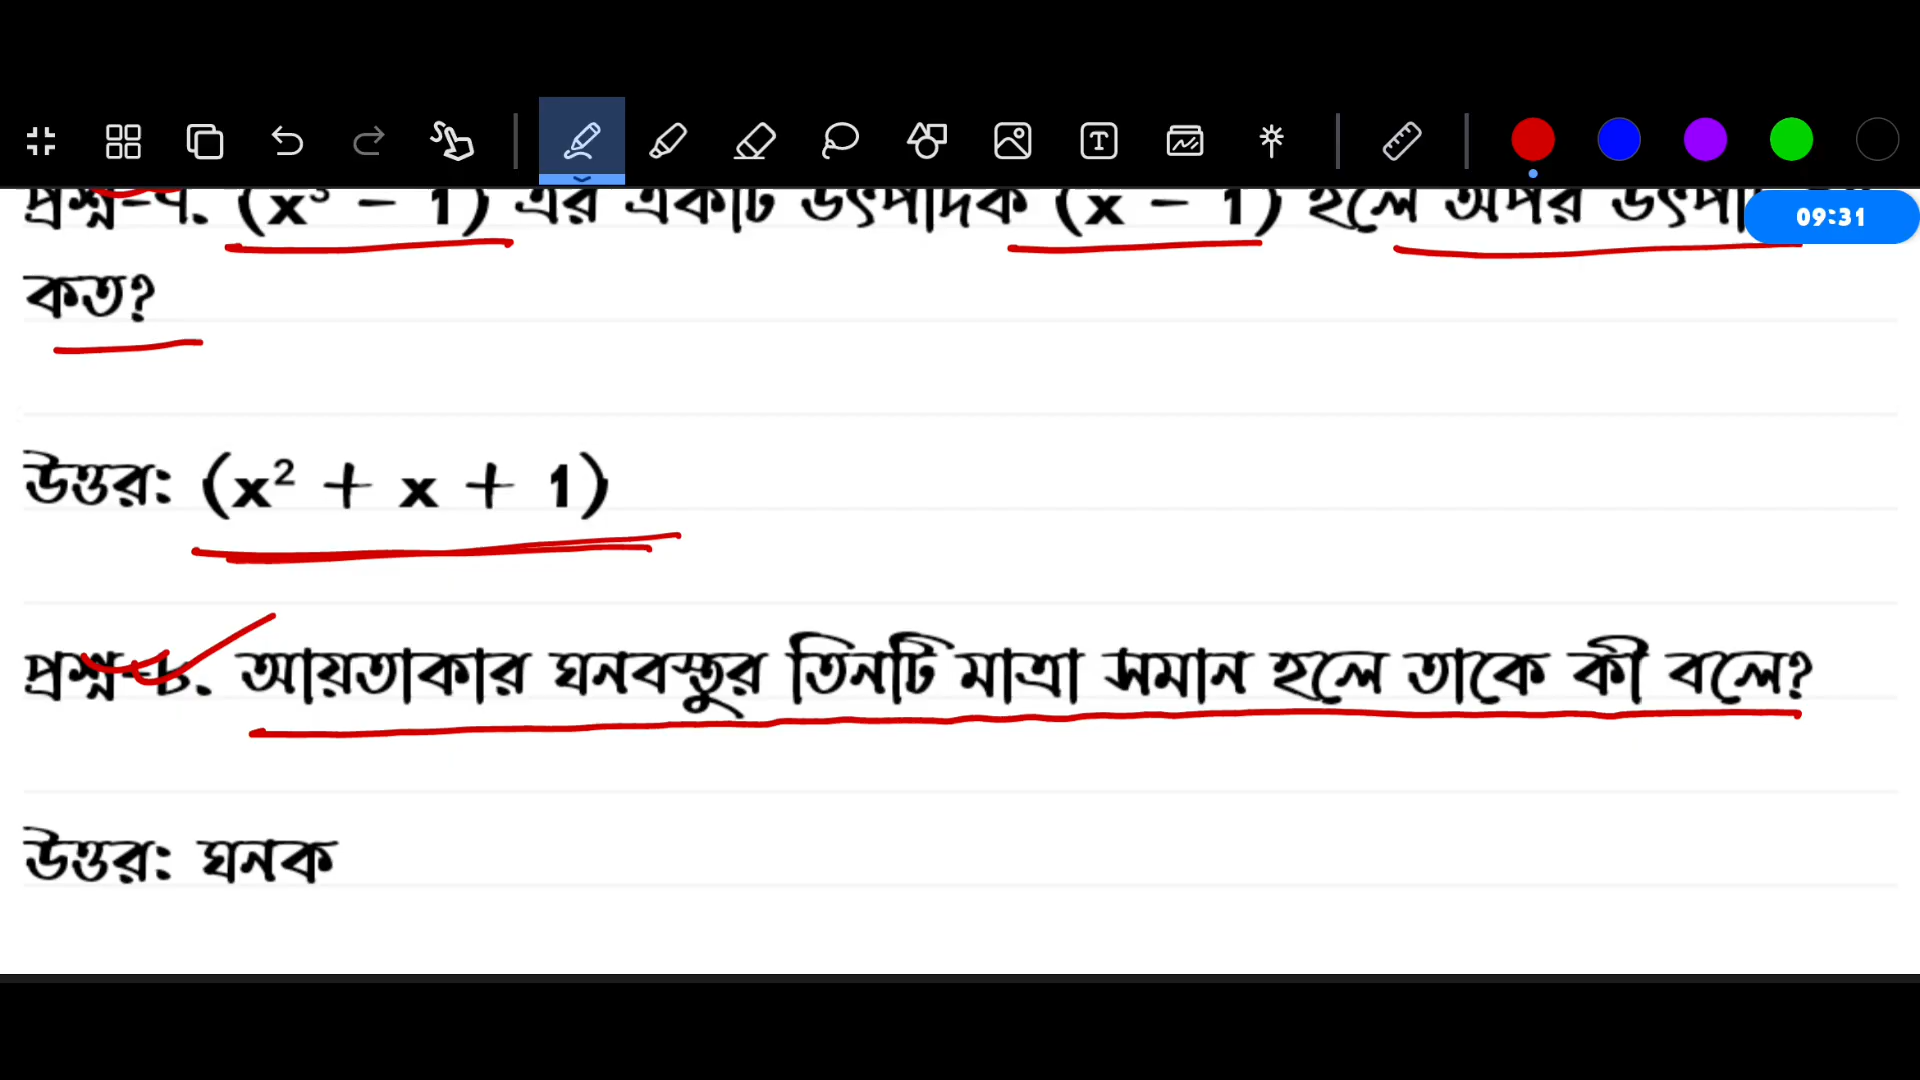 প্রশ্ন-৭. (x³ − 1) এর একটি উৎপাদক (x − 1) হলে অপর
09:31
কত?
উত্তর: (x² + x + 1)
প্রশ্ন-৮. আয়তাকার ঘনবস্তুর তিনটি মাত্রা সমান হলে তাকে কী বলে?
উত্তর: ঘনক